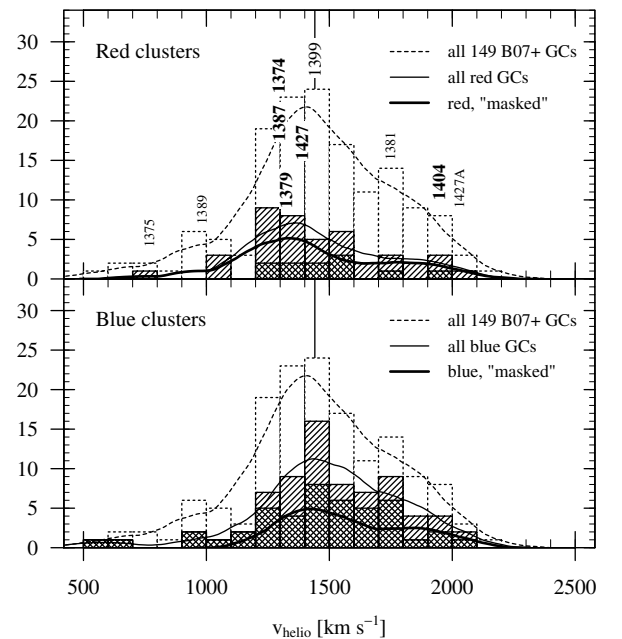 30
25
20
15
10
5
0
Red clusters
1375
1389
1387
1374
1379
1427
1399
1381
1404
1427A
all 149 B07+ GCs
all red GCs
red, "masked"
30
25
20
15
10
5
0
Blue clusters
all 149 B07+ GCs
all blue GCs
blue, "masked"
500 1000 1500 2000 2500
v_helio [km s⁻¹]